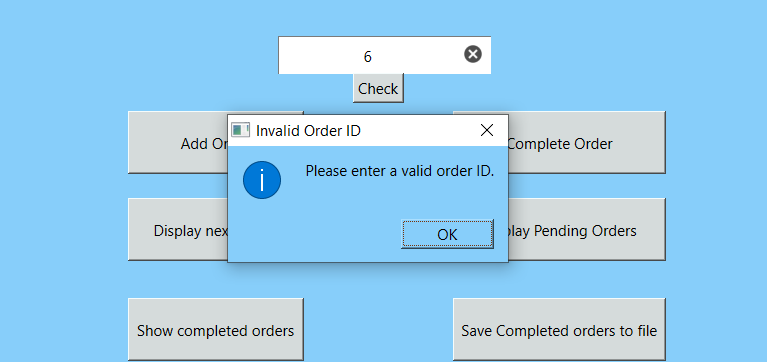 6
Check
Add Or
Complete Order
Invalid Order ID
Please enter a valid order ID.
OK
Display nex
lay Pending Orders
Show completed orders
Save Completed orders to file